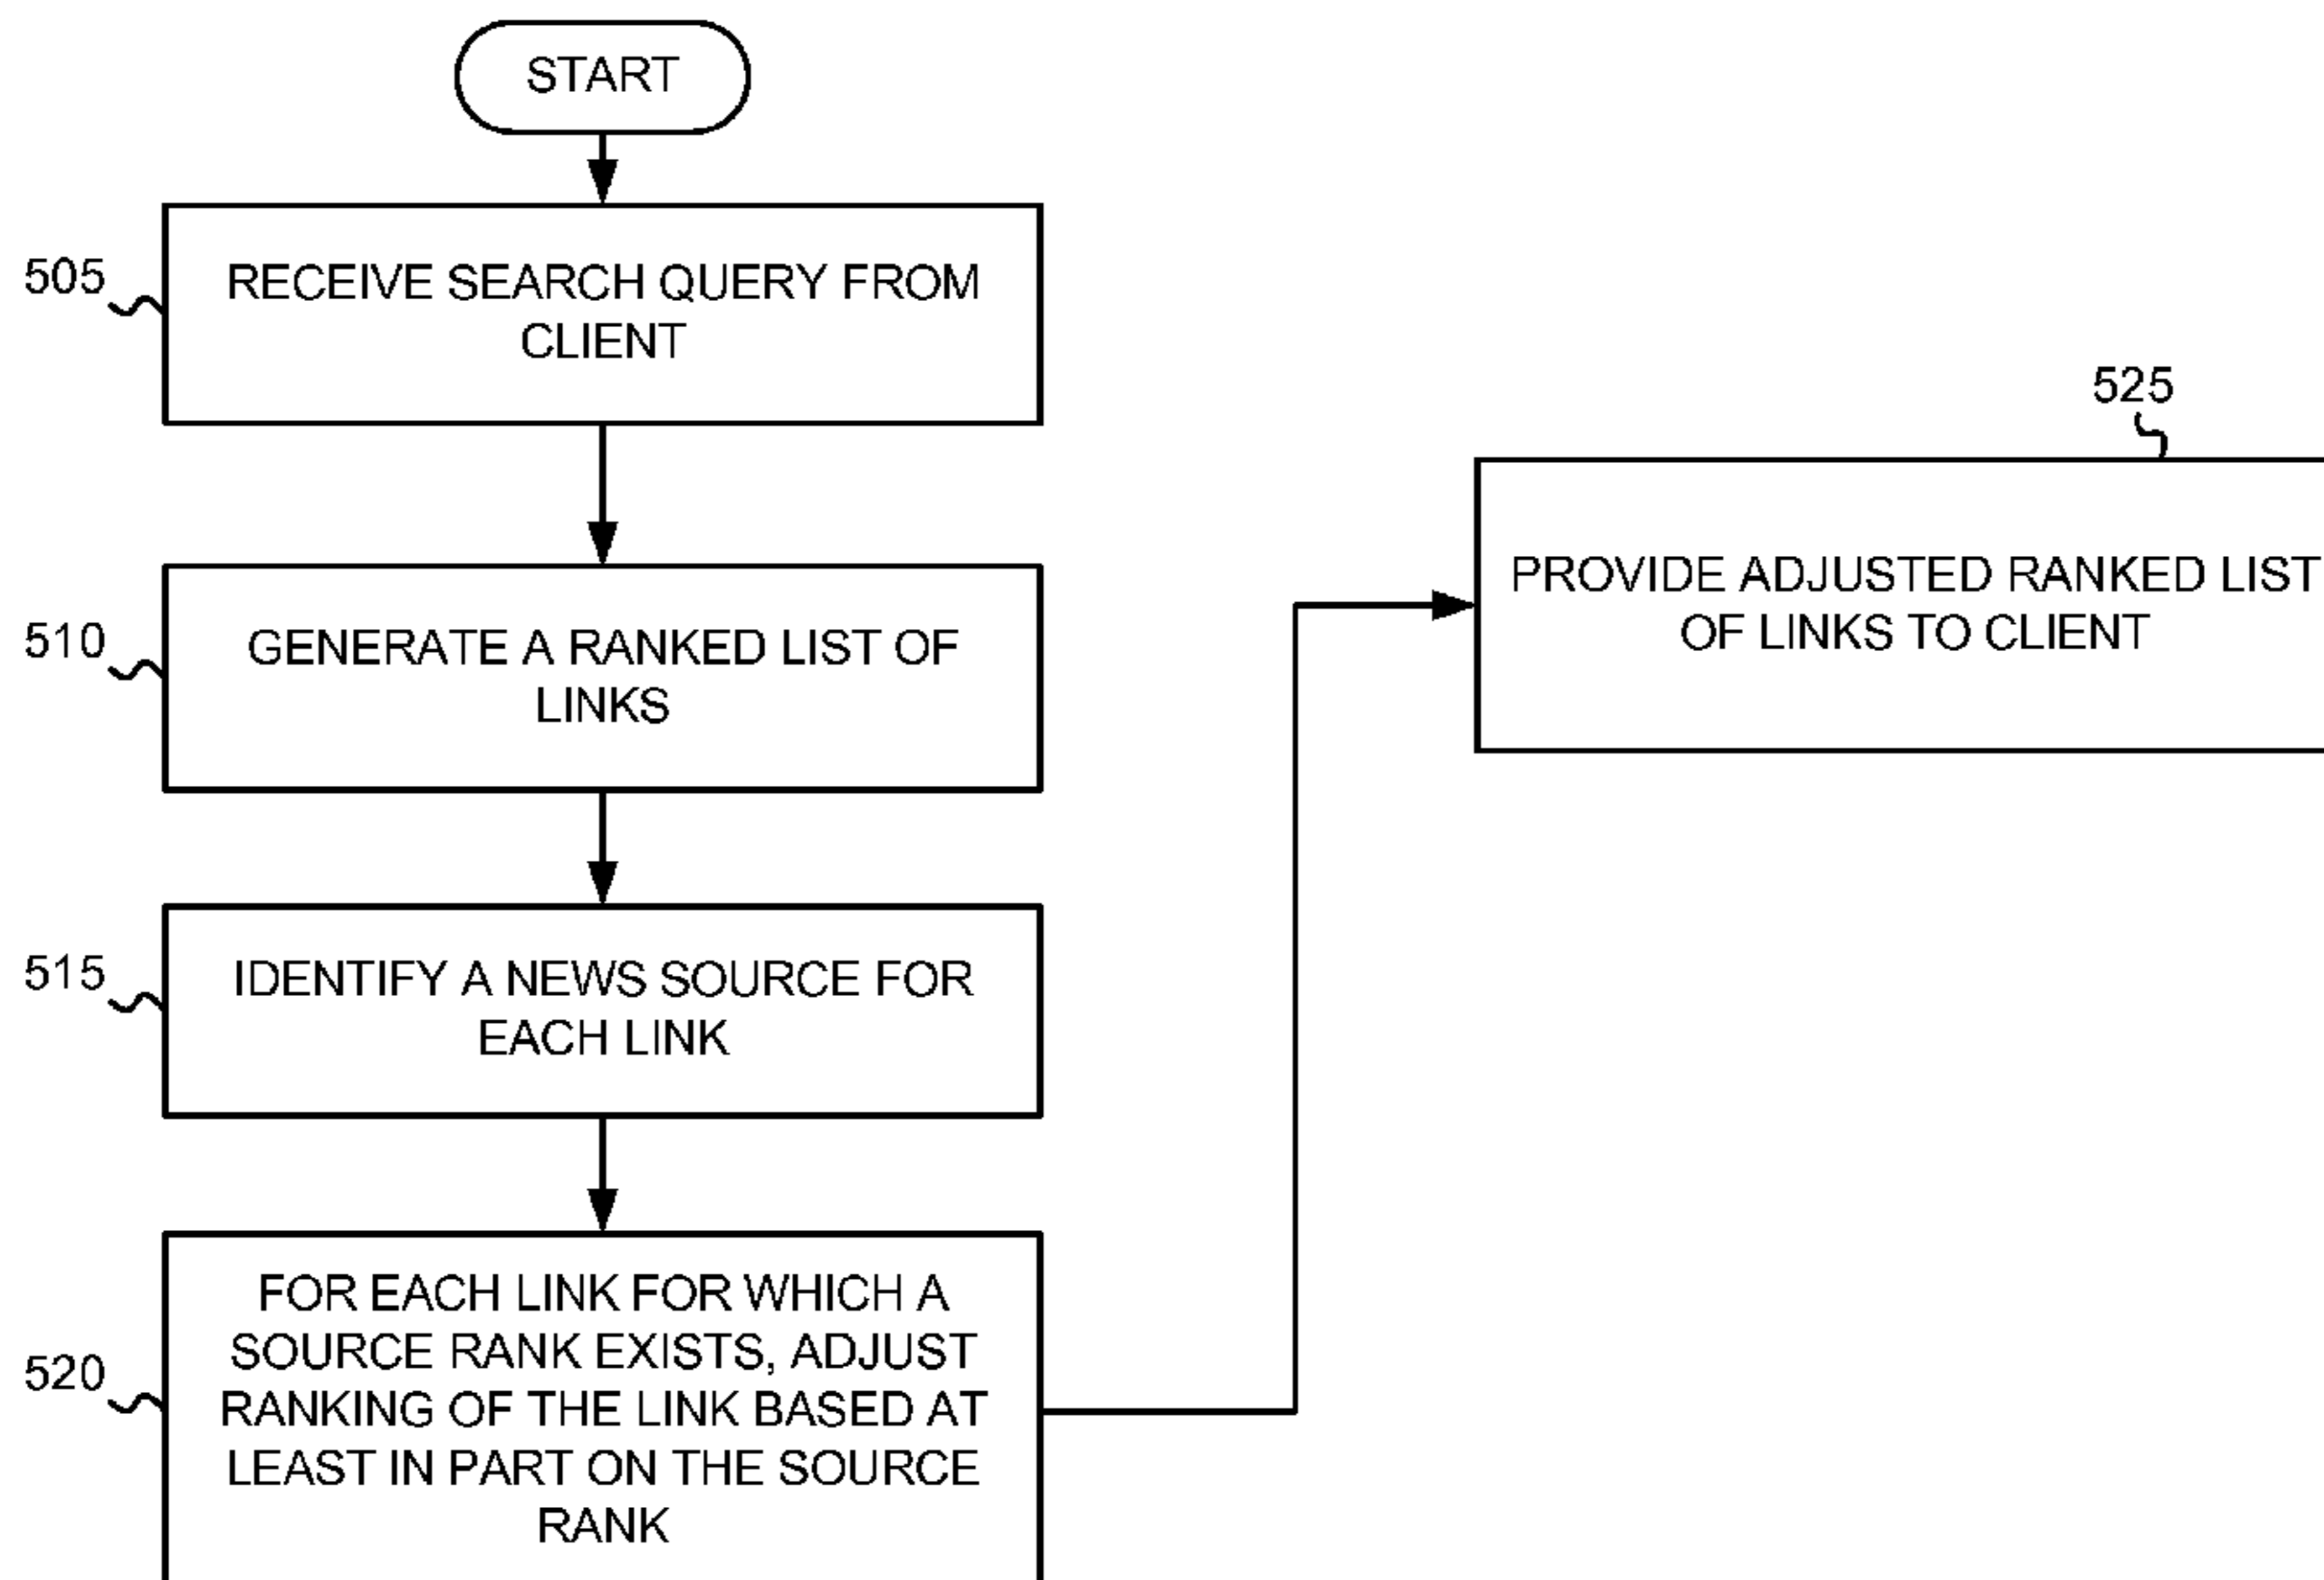 START
505
RECEIVE SEARCH QUERY FROM
CLIENT
510
GENERATE A RANKED LIST OF
LINKS
515
IDENTIFY A NEWS SOURCE FOR
EACH LINK
520
FOR EACH LINK FOR WHICH A
SOURCE RANK EXISTS, ADJUST
RANKING OF THE LINK BASED AT
LEAST IN PART ON THE SOURCE
RANK
525
PROVIDE ADJUSTED RANKED LIST
OF LINKS TO CLIENT